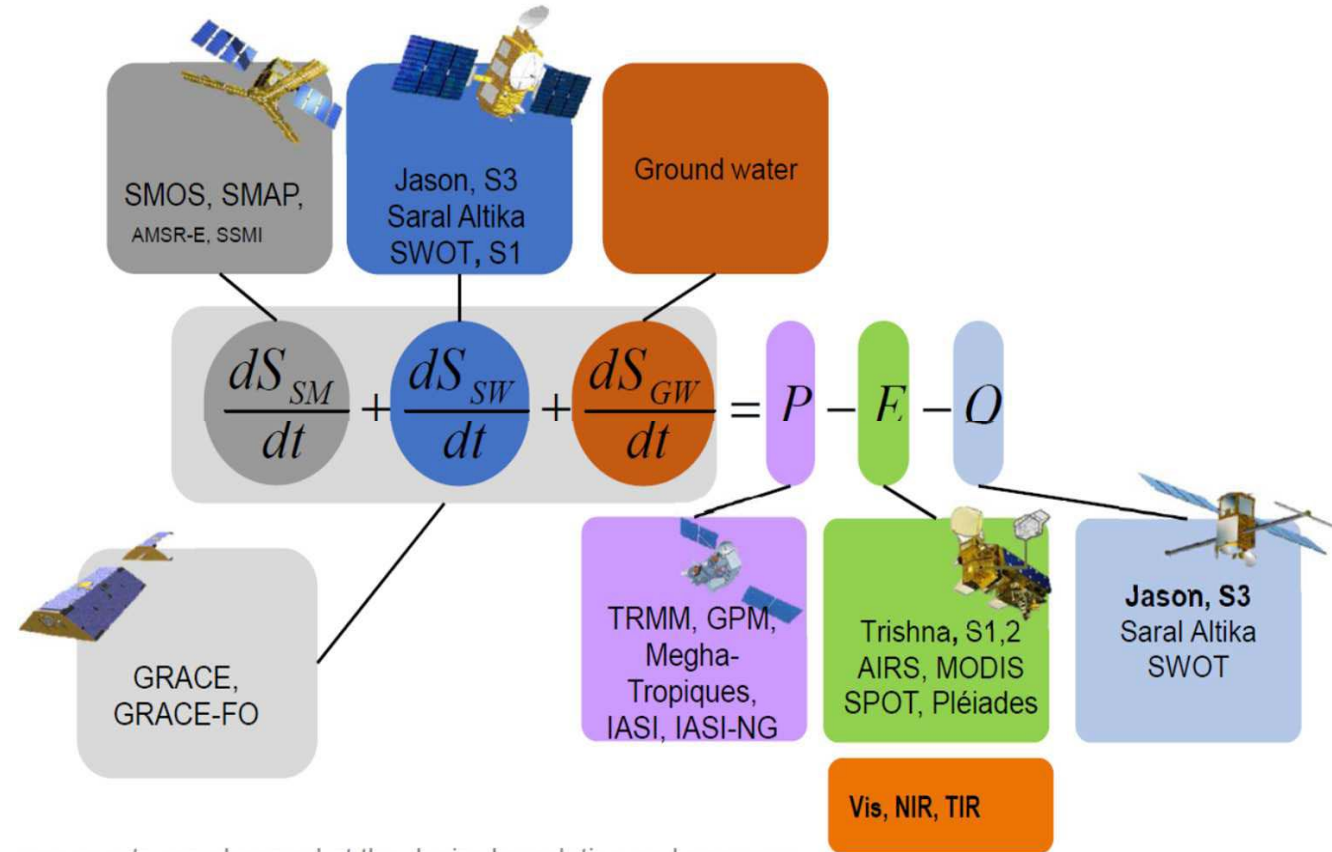 SMOS, SMAP,
AMSR-E, SSMI
Jason, S3
Saral Altika
SWOT, S1
Ground water
dS_SM/dt + dS_SW/dt + dS_GW/dt = P − E − Q
GRACE,
GRACE-FO
TRMM, GPM,
Megha-
Tropiques,
IASI, IASI-NG
Trishna, S1,2
AIRS, MODIS
SPOT, Pléiades
Jason, S3
Saral Altika
SWOT
Vis, NIR, TIR